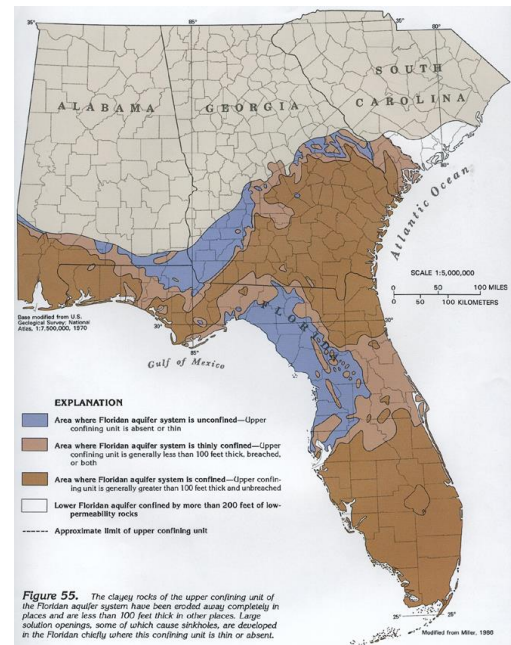 35°
85°
35°
80°
SOUTH
CAROLINA
ALABAMA
GEORGIA
Atlantic Ocean
SCALE 1:5,000,000
0 50 100 MILES
0 50 100 KILOMETERS
Base modified from U.S.
Geological Survey National
Atlas, 1:7,500,000, 1970
30°
85°
30°
Gulf of Mexico
FLORIDA
EXPLANATION
Area where Floridan aquifer system is unconfined—Upper
confining unit is absent or thin
Area where Floridan aquifer system is thinly confined—Upper
confining unit is generally less than 100 feet thick, breached,
or both
Area where Floridan aquifer system is confined—Upper confin-
ing unit is generally greater than 100 feet thick and unbreached
Lower Floridan aquifer confined by more than 200 feet of low-
permeability rocks
Approximate limit of upper confining unit
Figure 55. The clayey rocks of the upper confining unit of
the Floridan aquifer system have been eroded away completely in
places and are less than 100 feet thick in other places. Large
solution openings, some of which cause sinkholes, are developed
in the Floridan chiefly where this confining unit is thin or absent.
25°
25°
Modified from Miller, 1986